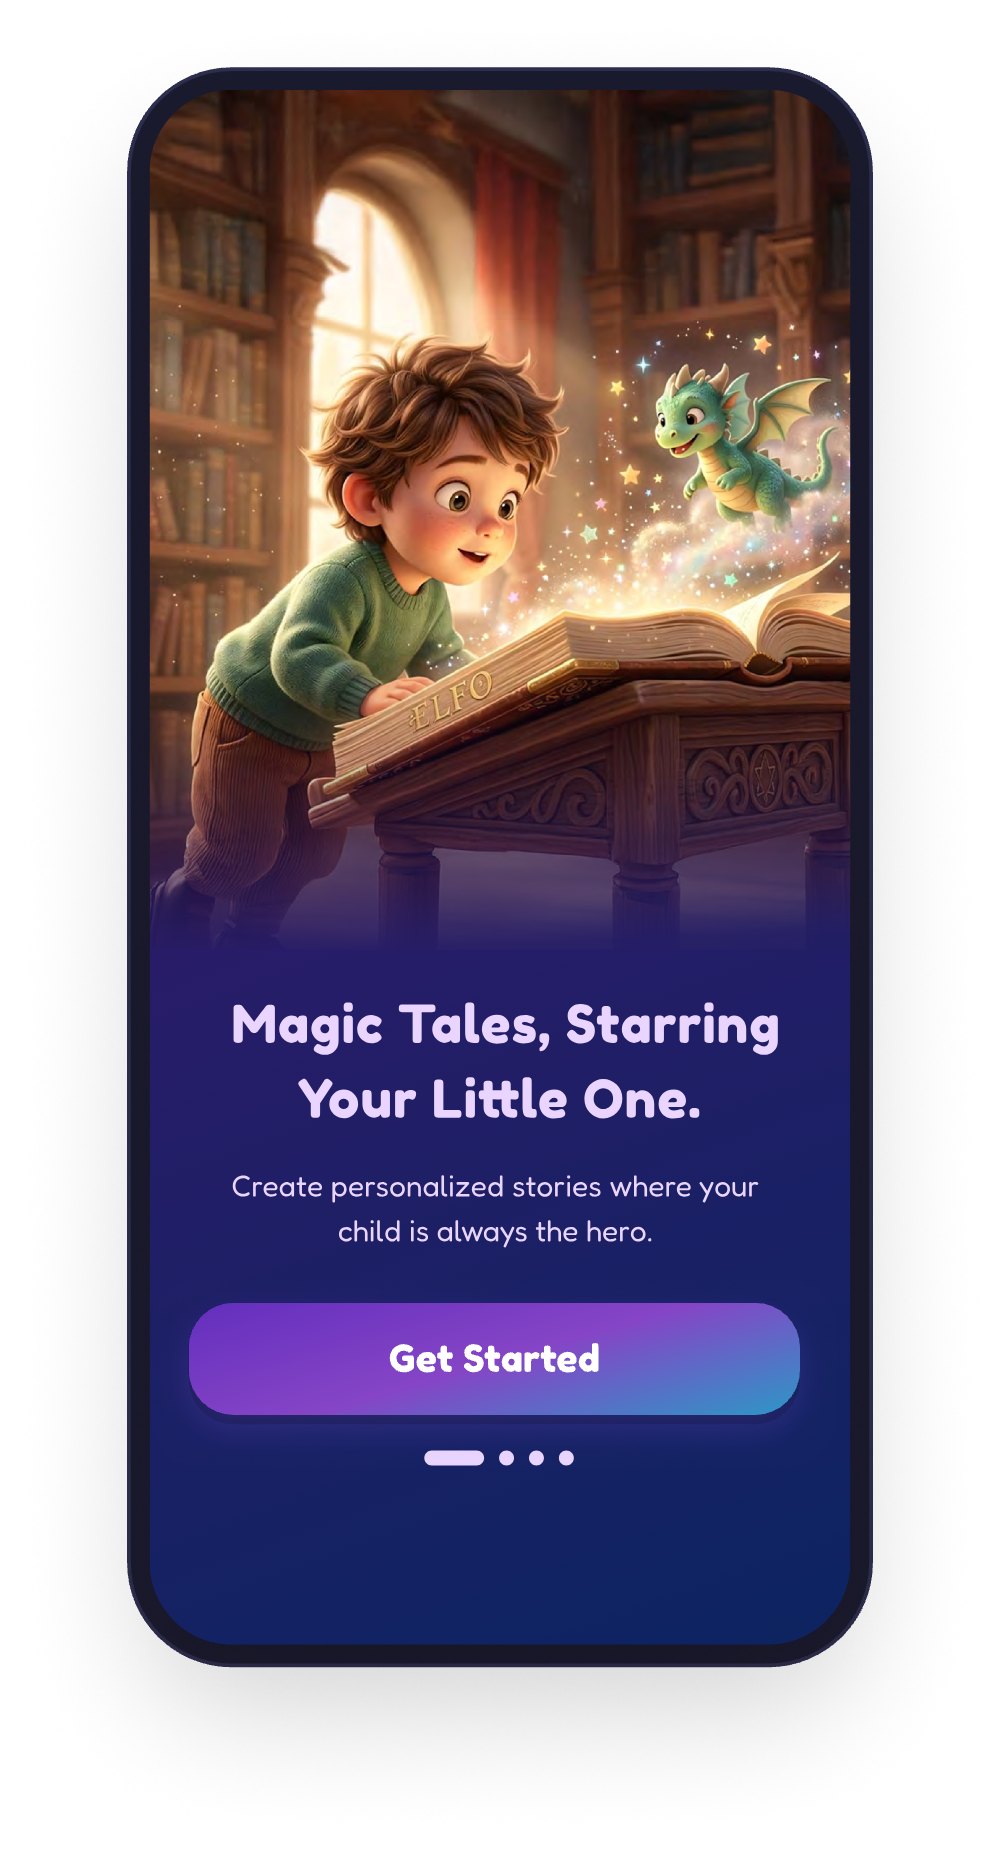 ELFO
Magic Tales, Starring
Your Little One.
Create personalized stories where your
child is always the hero.
Get Started